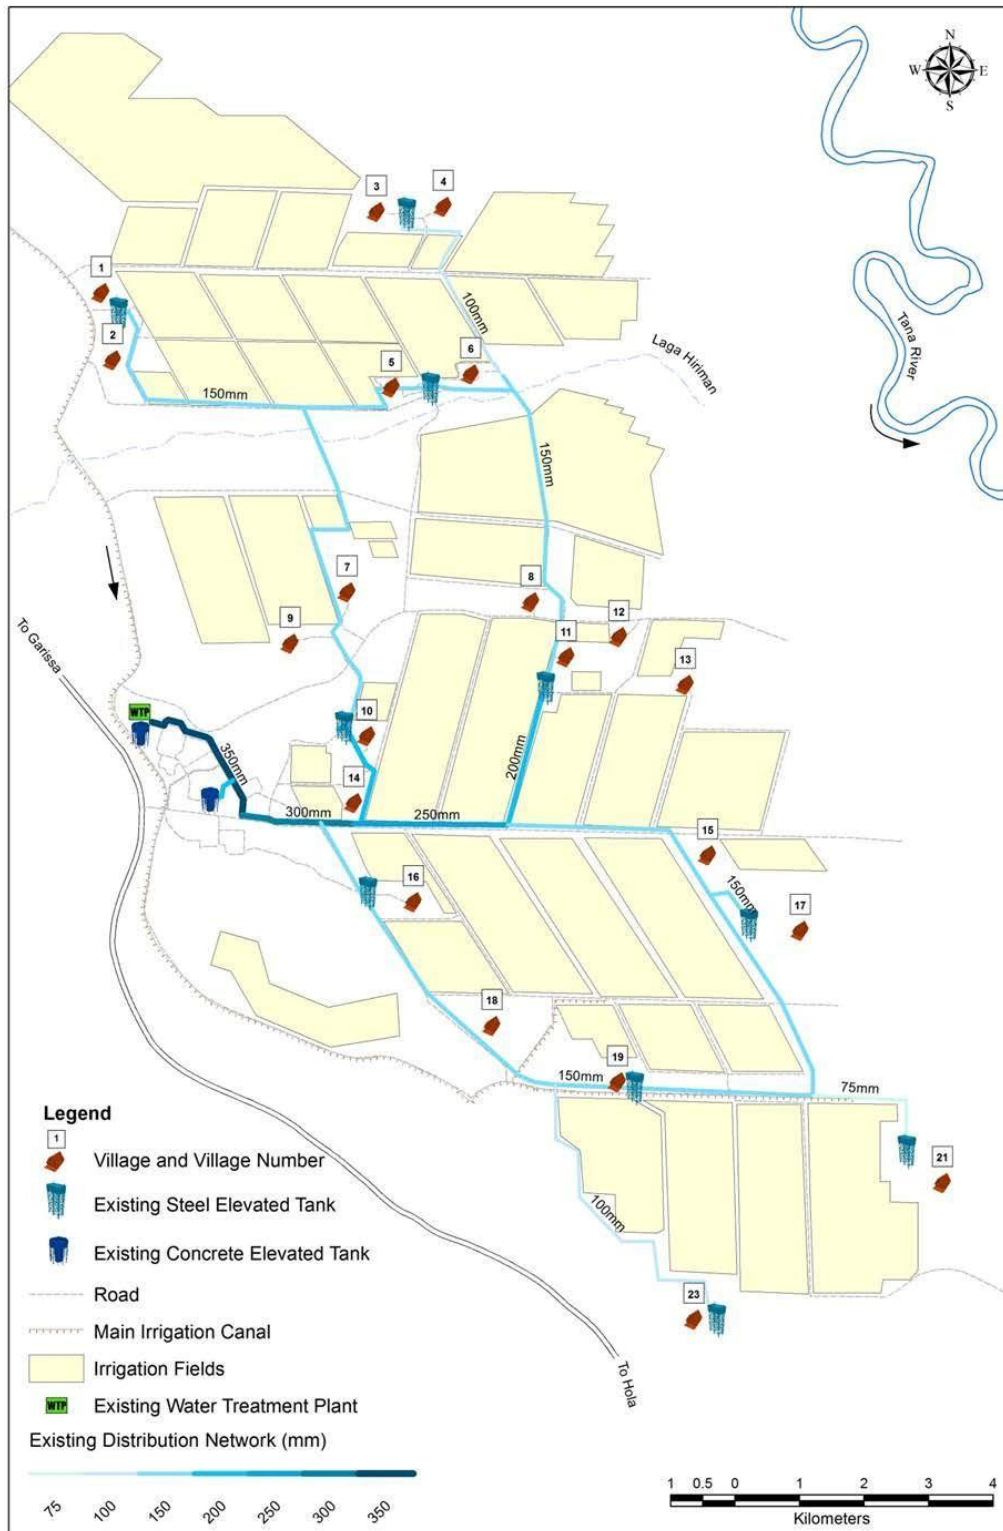 N
W E
S
3
4
1
2
100mm
5
6
Laga Hiriman
Tana River
150mm
150mm
7
8
9
12
11
13
To Garissa
WTP
10
350mm
200mm
14
300mm
250mm
15
150mm
16
17
18
19
150mm
75mm
21
100mm
23
To Hola
Legend
1
Village and Village Number
Existing Steel Elevated Tank
Existing Concrete Elevated Tank
Road
Main Irrigation Canal
Irrigation Fields
WTP Existing Water Treatment Plant
Existing Distribution Network (mm)
75 100 150 200 250 300 350
1 0.5 0 1 2 3 4
Kilometers